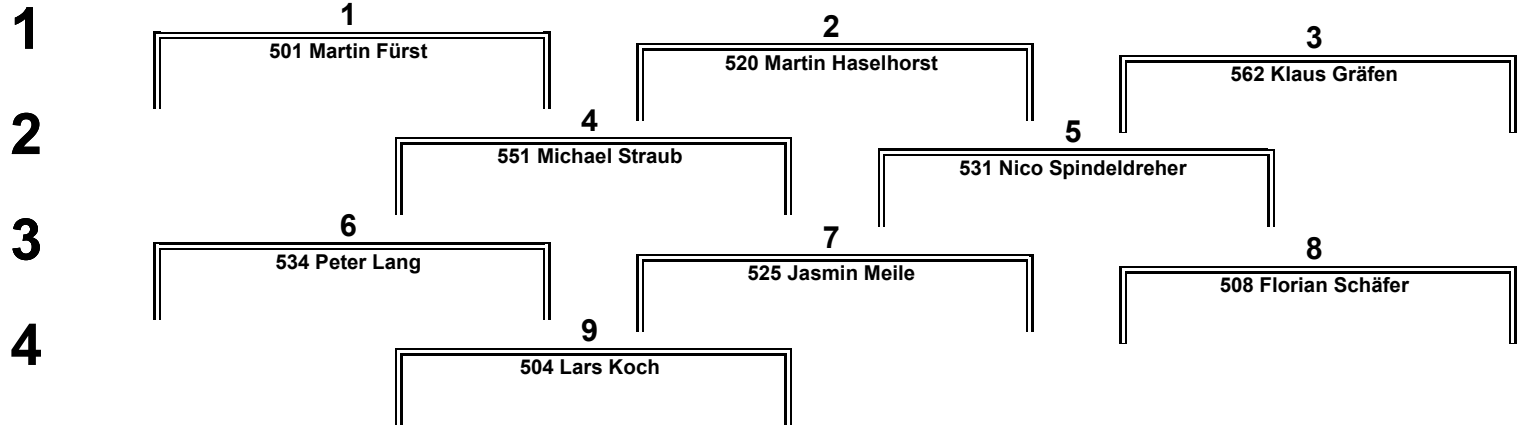 1
1
2
3
501 Martin Fürst
520 Martin Haselhorst
562 Klaus Gräfen
2
4
5
551 Michael Straub
531 Nico Spindeldreher
3
6
7
8
534 Peter Lang
525 Jasmin Meile
508 Florian Schäfer
4
9
504 Lars Koch